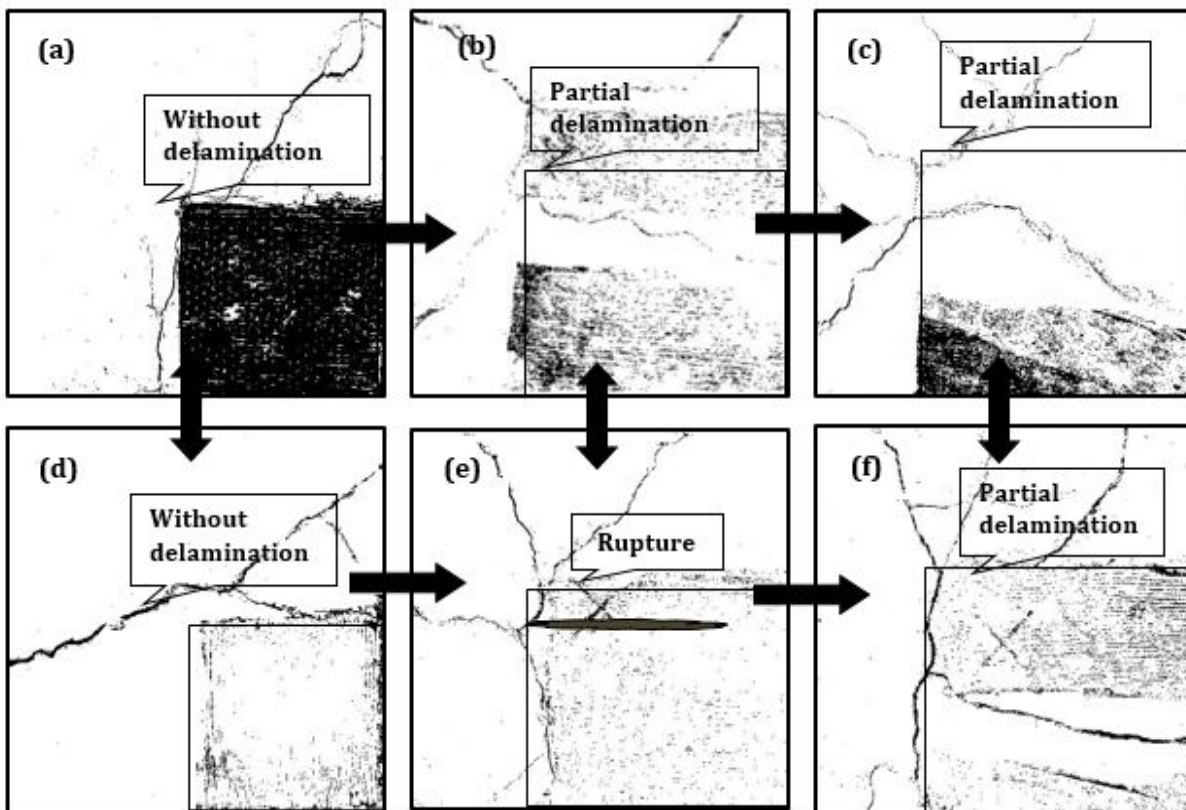 (a)
Without
delamination
(b)
Partial
delamination
(c)
Partial
delamination
(d)
Without
delamination
(e)
Rupture
(f)
Partial
delamination